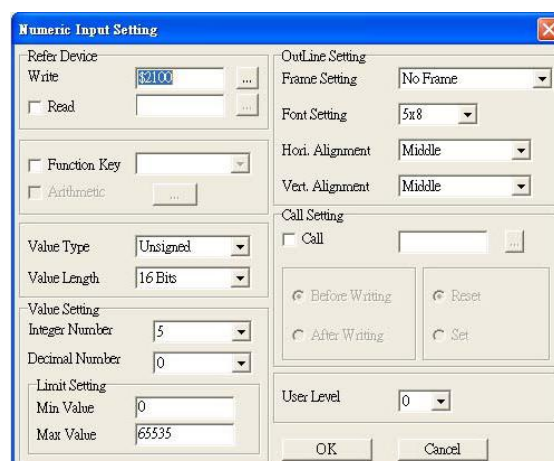 Numeric Input Setting
Refer Device
Write $2100 ...
Read ...
Function Key
Arithmetic ...
Value Type Unsigned
Value Length 16 Bits
Value Setting
Integer Number 5
Decimal Number 0
Limit Setting
Min Value 0
Max Value 65535
OutLine Setting
Frame Setting No Frame
Font Setting 5x8
Hori. Alignment Middle
Vert. Alignment Middle
Call Setting
Call ...
Before Writing Reset
After Writing Set
User Level 0
OK Cancel